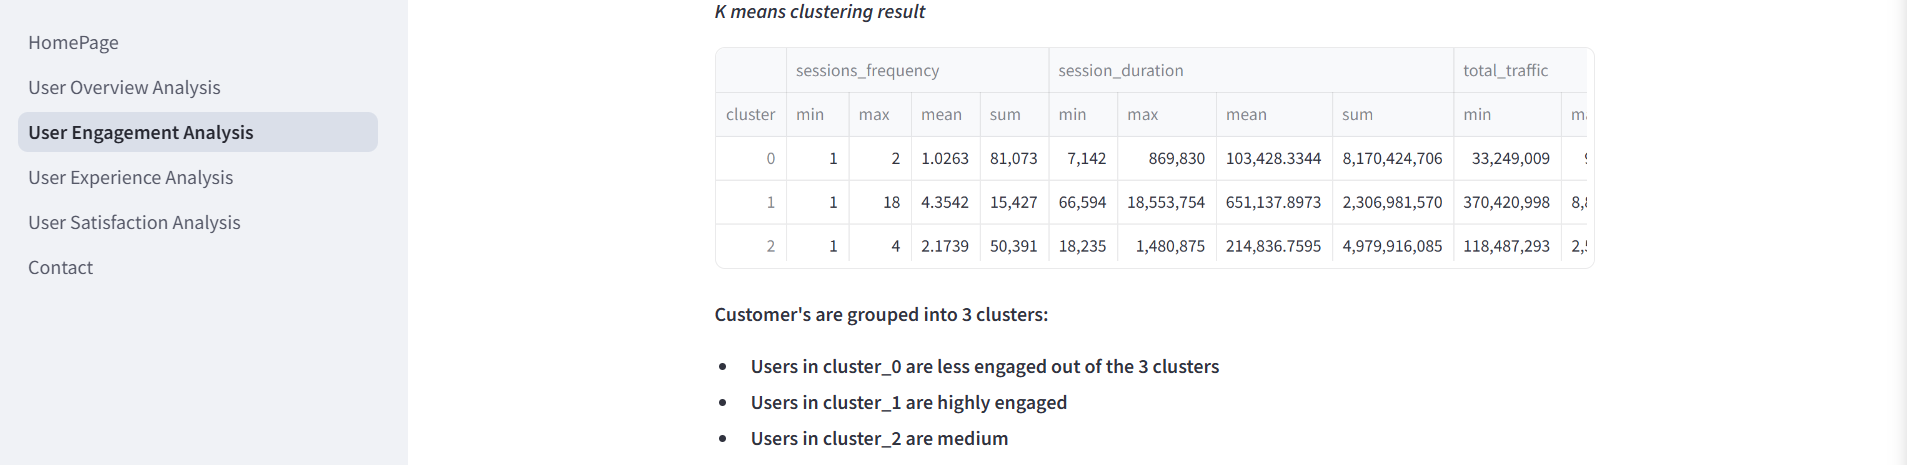 HomePage
User Overview Analysis
User Engagement Analysis
User Experience Analysis
User Satisfaction Analysis
Contact
K means clustering result
sessions_frequency session_duration total_traffic
cluster min max mean sum min max mean sum min
0 1 2 1.0263 81,073 7,142 869,830 103,428.3344 8,170,424,706 33,249,009
1 1 18 4.3542 15,427 66,594 18,553,754 651,137.8973 2,306,981,570 370,420,998
2 1 4 2.1739 50,391 18,235 1,480,875 214,836.7595 4,979,916,085 118,487,293
Customer's are grouped into 3 clusters:
• Users in cluster_0 are less engaged out of the 3 clusters
• Users in cluster_1 are highly engaged
• Users in cluster_2 are medium